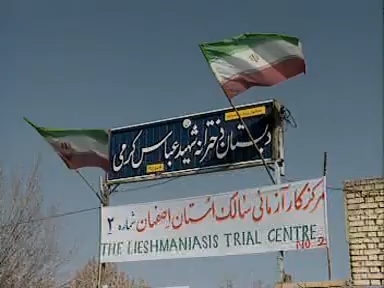 دبستان دخترانه شهید عباس کرمی
مرکز کارآزمائی سالک استان اصفهان شماره ۲
THE LIESHMANIASIS TRIAL CENTRE
NO 2